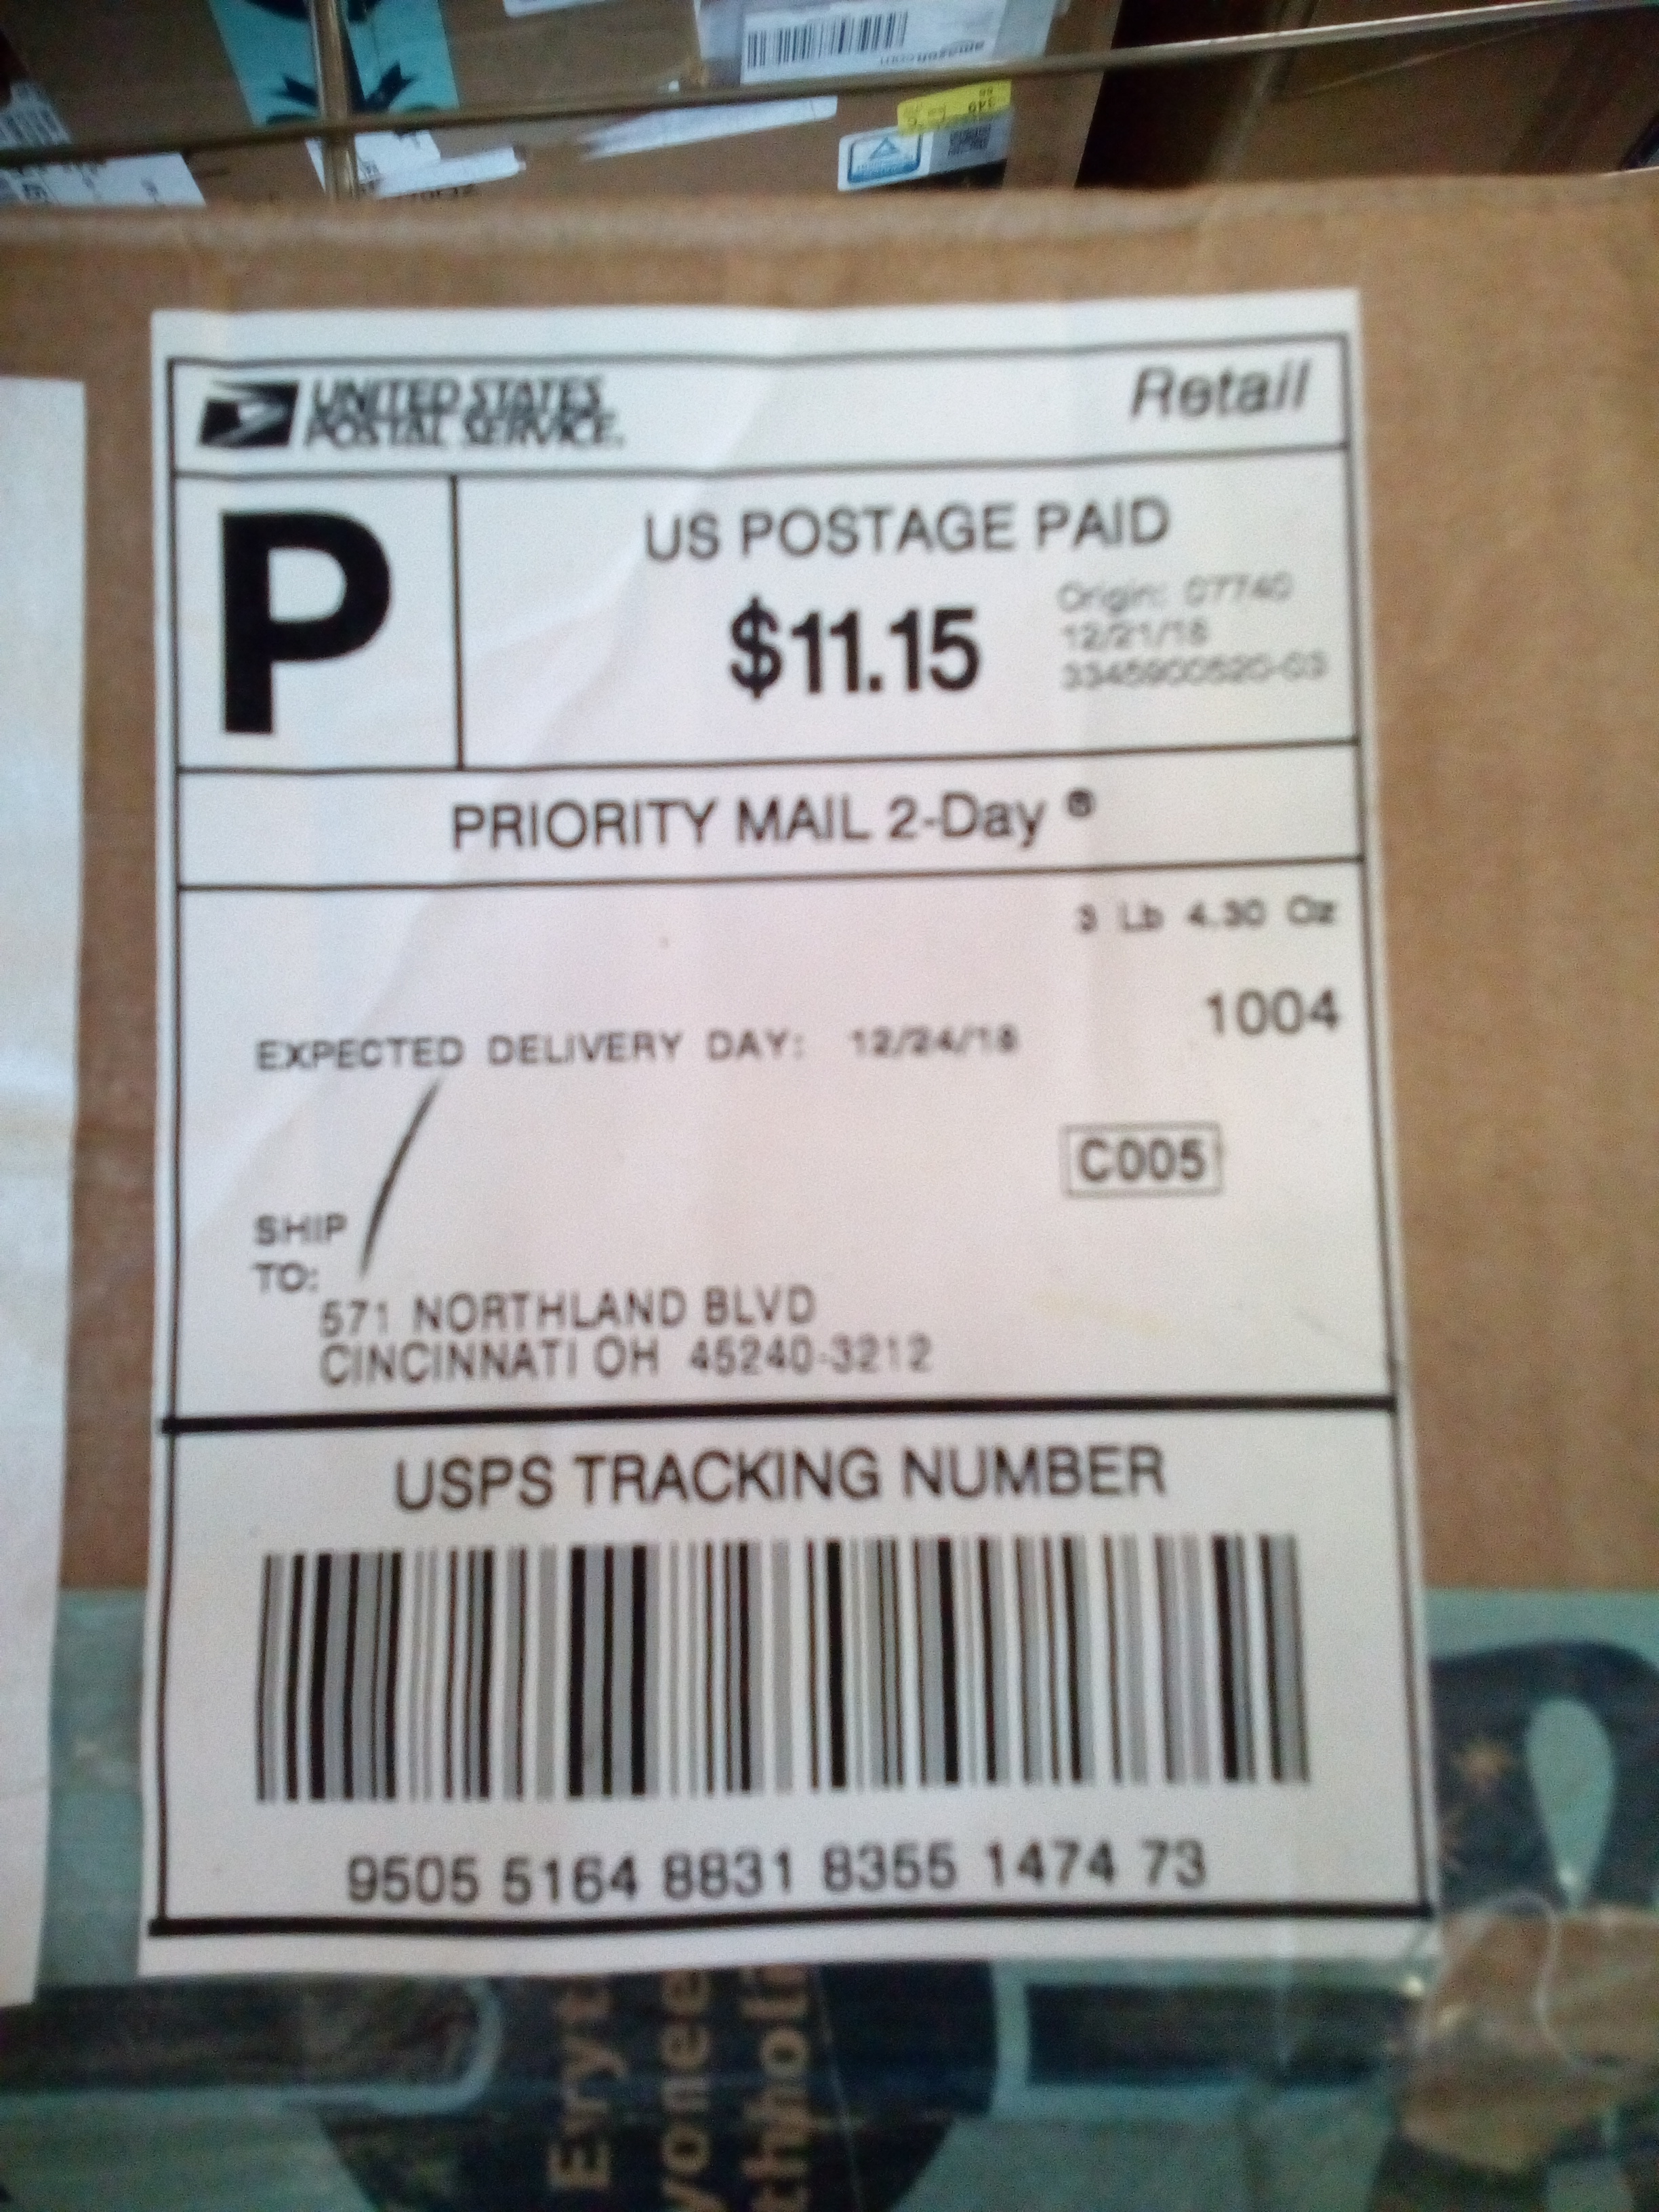 amazon.com
UNITED STATES
POSTAL SERVICE.
Retail
P
US POSTAGE PAID
$11.15
Origin: 07740
12/21/18
PRIORITY MAIL 2-Day ®
3 Lb 4.30 Oz
1004
EXPECTED DELIVERY DAY: 12/24/18
C005
SHIP
TO:
571 NORTHLAND BLVD
CINCINNATI OH 45240-3212
USPS TRACKING NUMBER
9505 5164 8831 8355 1474 73